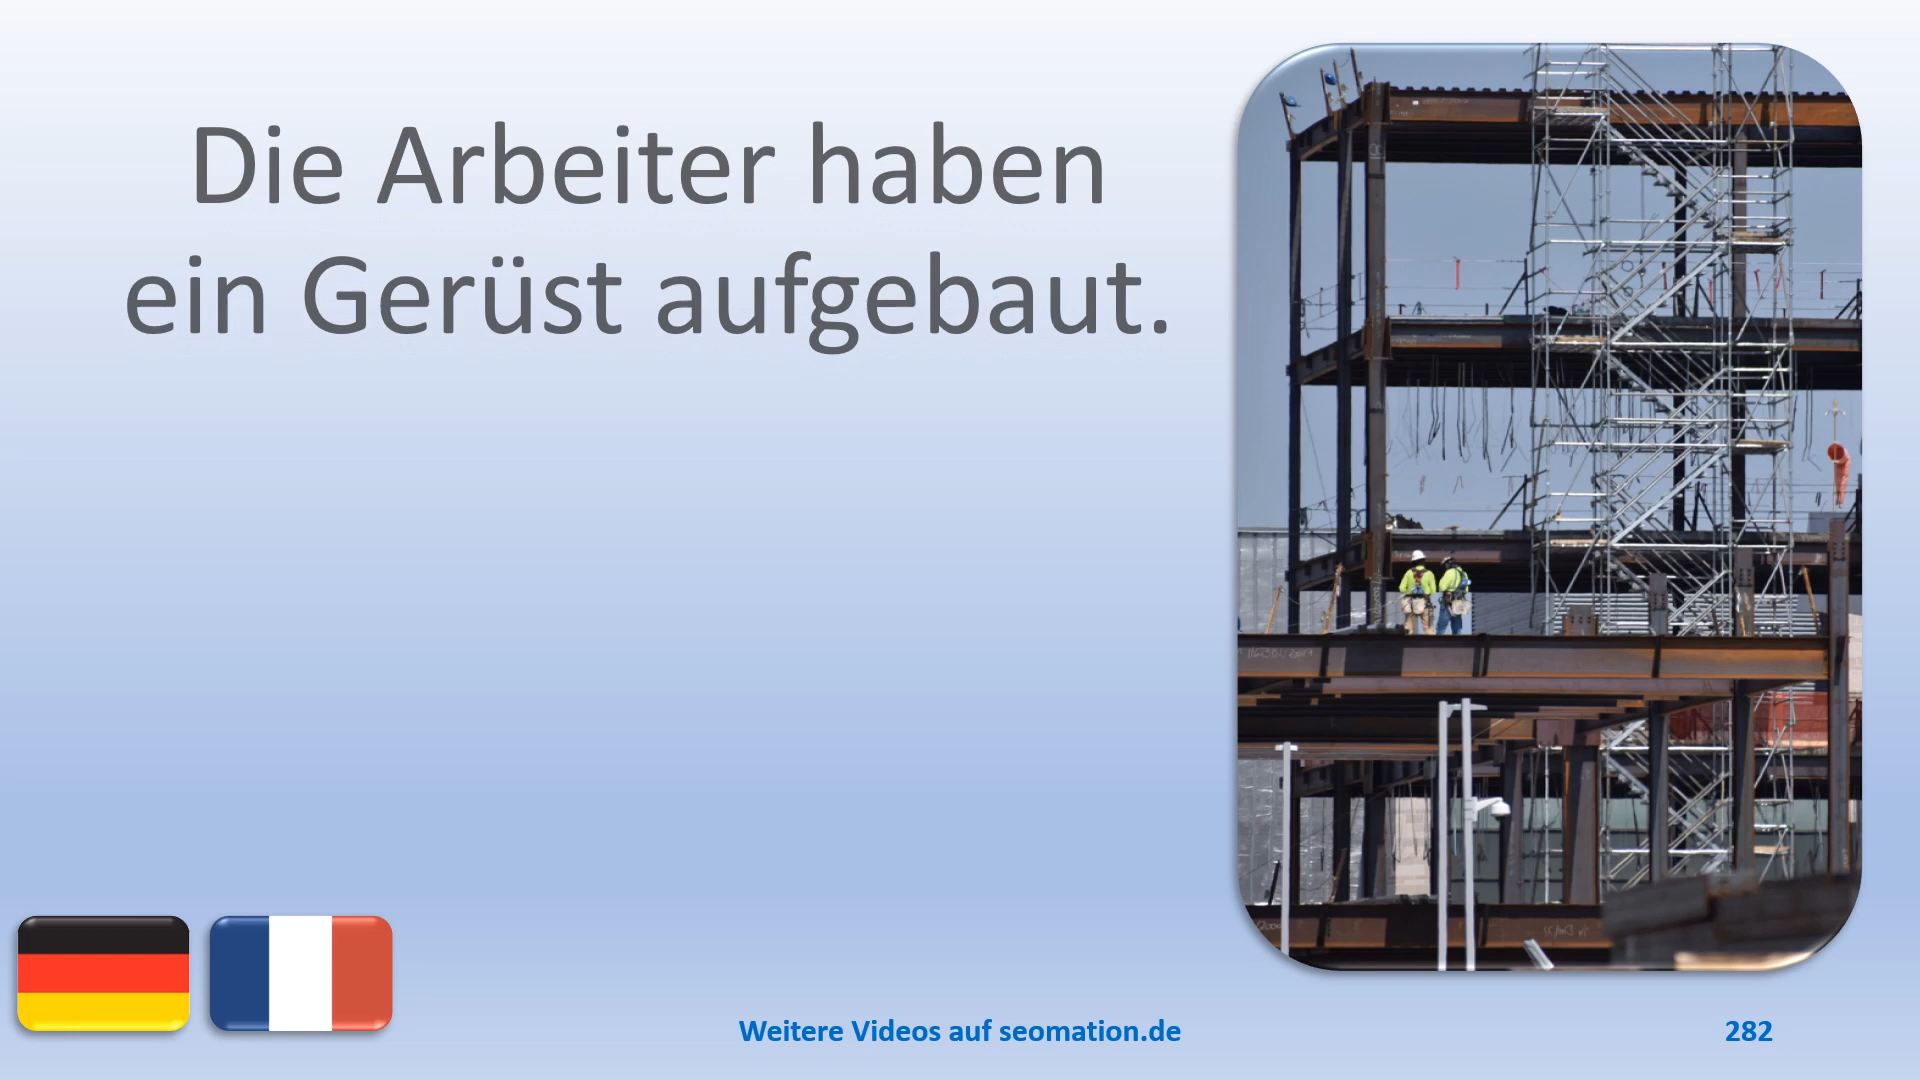 Die Arbeiter haben
ein Gerüst aufgebaut.
Weitere Videos auf seomation.de
282